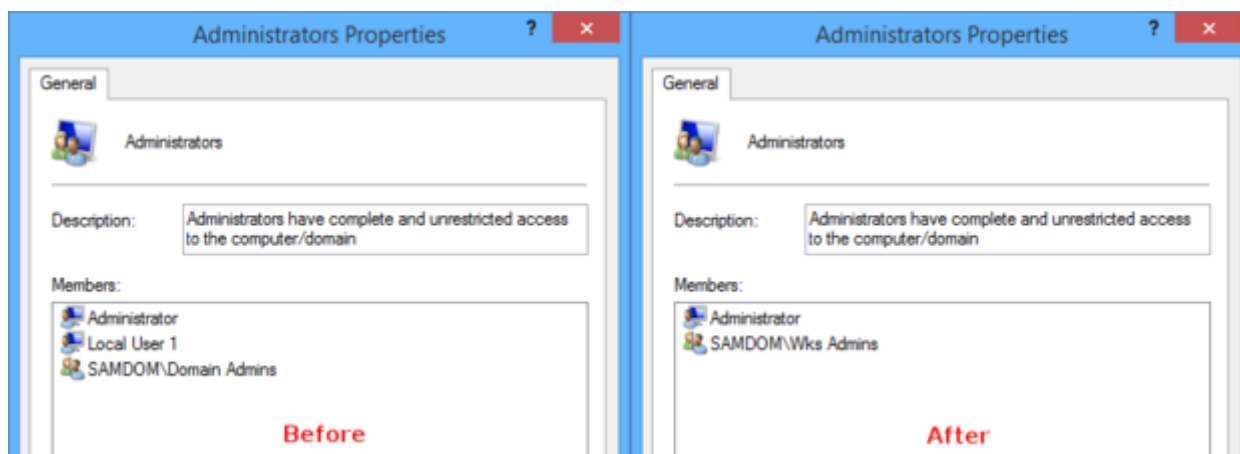 Administrators Properties
?
×
General
Administrators
Description:
Administrators have complete and unrestricted access
to the computer/domain
Members:
Administrator
Local User 1
SAMDOM\Domain Admins
Before
Administrators Properties
?
×
General
Administrators
Description:
Administrators have complete and unrestricted access
to the computer/domain
Members:
Administrator
SAMDOM\Wks Admins
After